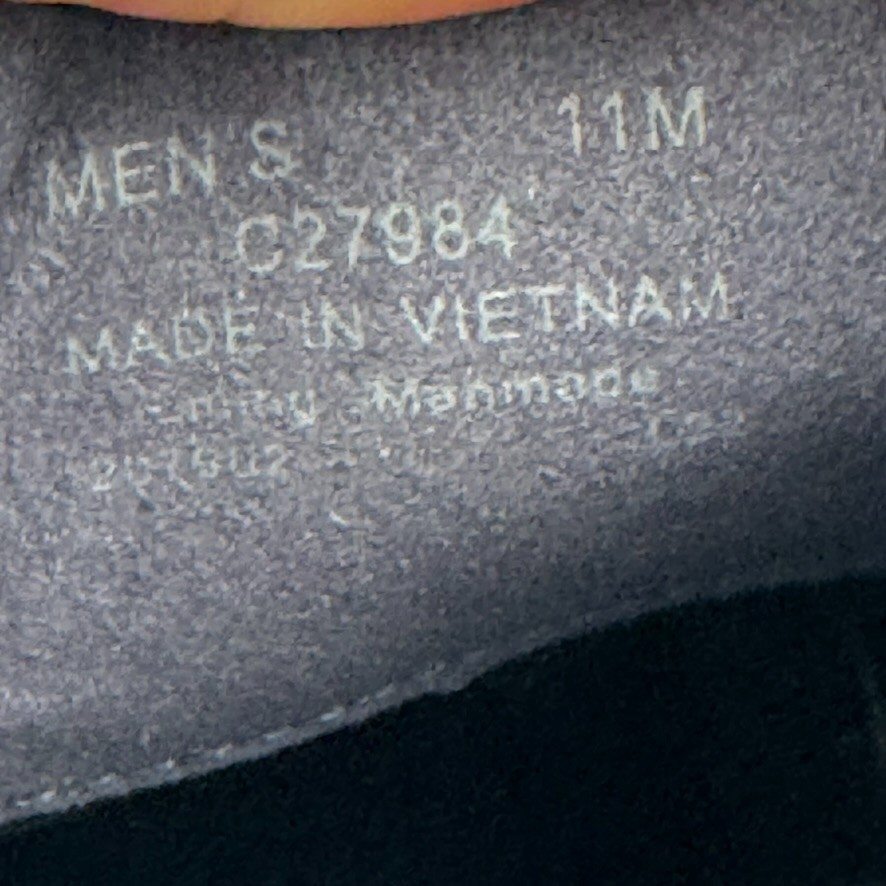 MEN'S 11M
C27984
MADE IN VIETNAM
Manmade